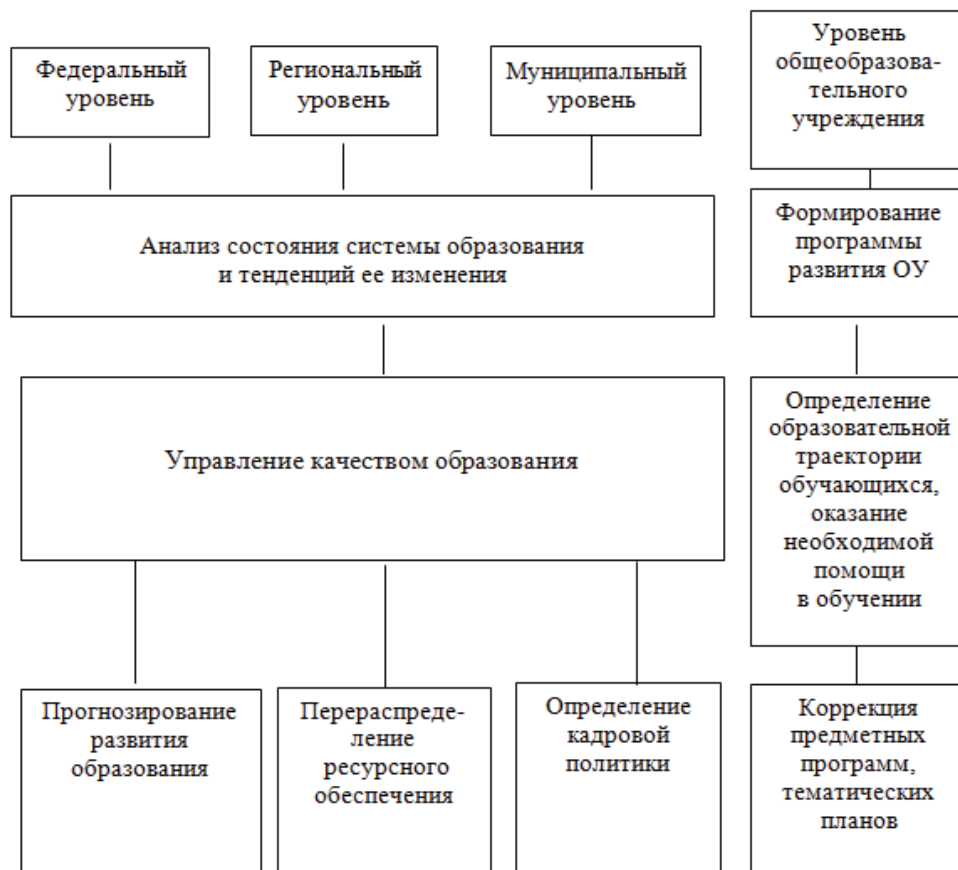 Федеральный
уровень
Региональный
уровень
Муниципальный
уровень
Уровень
общеобразова-
тельного
учреждения
Анализ состояния системы образования
и тенденций ее изменения
Формирование
программы
развития ОУ
Управление качеством образования
Определение
образовательной
траектории
обучающихся,
оказание
необходимой
помощи
в обучении
Прогнозирование
развития
образования
Перераспреде-
ление
ресурсного
обеспечения
Определение
кадровой
политики
Коррекция
предметных
программ,
тематических
планов